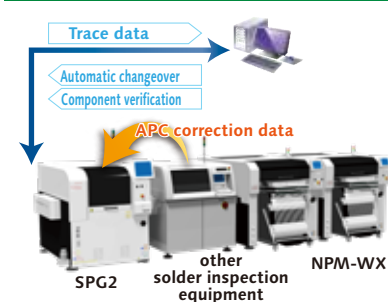 Trace data
Automatic changeover
Component verification
APC correction data
SPG2
other
solder inspection
equipment
NPM-WX